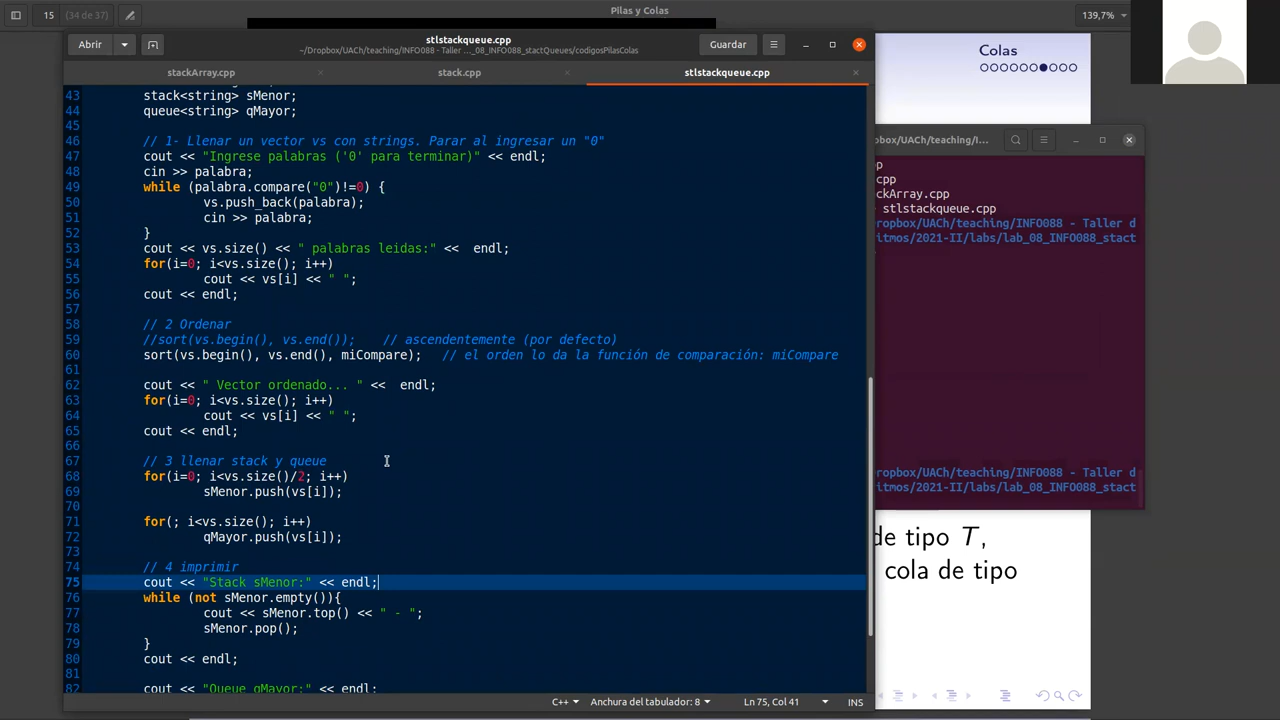 Pilas y Colas
15 (34 de 37)
139,7%
Abrir
stlstackqueue.cpp
~/Dropbox/UACh/teaching/INFO088 - Taller ..._08_INFO088_stactQueues/codigosPilasColas
Guardar
stackArray.cpp
stack.cpp
stlstackqueue.cpp
43 stack<string> sMenor;
44 queue<string> qMayor;
45
46 // 1- Llenar un vector vs con strings. Parar al ingresar un "0"
47 cout << "Ingrese palabras ('0' para terminar)" << endl;
48 cin >> palabra;
49 while (palabra.compare("0")!=0) {
50 vs.push_back(palabra);
51 cin >> palabra;
52 }
53 cout << vs.size() << " palabras leidas:" << endl;
54 for(i=0; i<vs.size(); i++)
55 cout << vs[i] << " ";
56 cout << endl;
57
58 // 2 Ordenar
59 //sort(vs.begin(), vs.end()); // ascendentemente (por defecto)
60 sort(vs.begin(), vs.end(), miCompare); // el orden lo da la función de comparación: miCompare
61
62 cout << " Vector ordenado... " << endl;
63 for(i=0; i<vs.size(); i++)
64 cout << vs[i] << " ";
65 cout << endl;
66
67 // 3 llenar stack y queue
68 for(i=0; i<vs.size()/2; i++)
69 sMenor.push(vs[i]);
70
71 for(; i<vs.size(); i++)
72 qMayor.push(vs[i]);
73
74 // 4 imprimir
75 cout << "Stack sMenor:" << endl;
76 while (not sMenor.empty()){
77 cout << sMenor.top() << " - ";
78 sMenor.pop();
79 }
80 cout << endl;
81
82 cout << "Queue qMayor:" << endl;
C++ Anchura del tabulador: 8 Ln 75, Col 41 INS
Colas
pbox/UACh/teaching/I...
p
cpp
ckArray.cpp
stlstackqueue.cpp
ropbox/UACh/teaching/INFO088 - Taller d
itmos/2021-II/labs/lab_08_INFO088_stact
ropbox/UACh/teaching/INFO088 - Taller d
itmos/2021-II/labs/lab_08_INFO088_stact
de tipo T,
cola de tipo